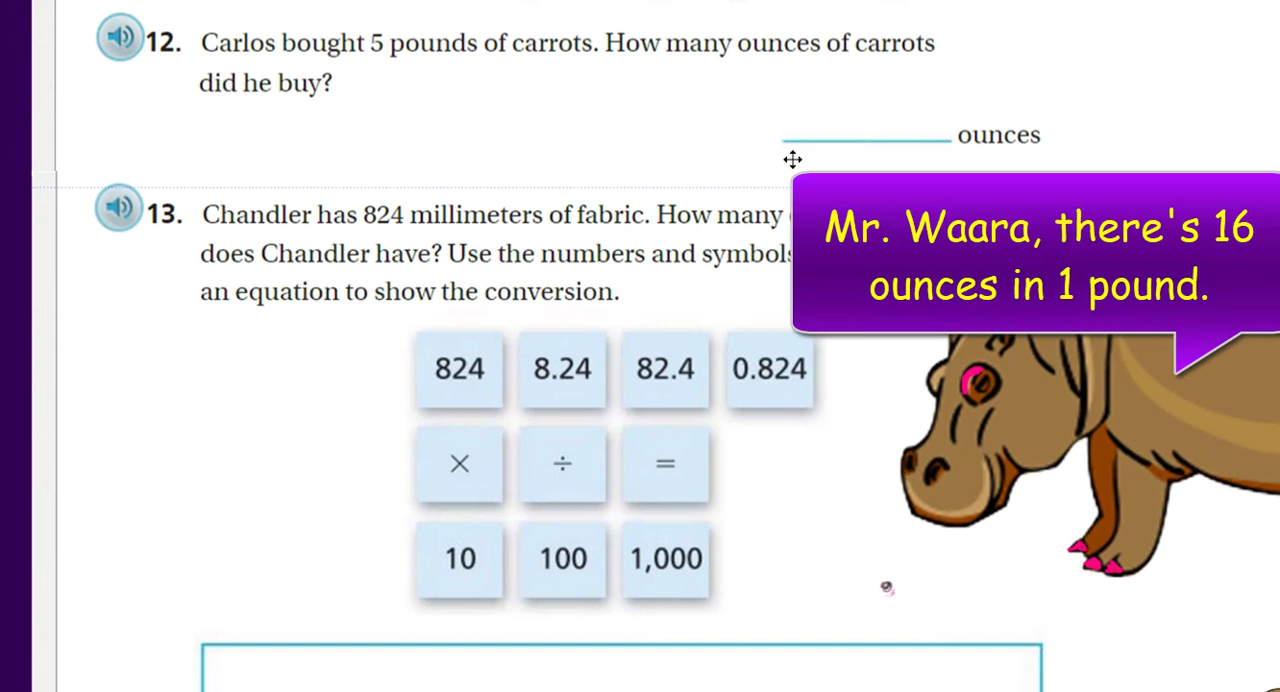 12. Carlos bought 5 pounds of carrots. How many ounces of carrots
did he buy?
ounces
13. Chandler has 824 millimeters of fabric. How many
does Chandler have? Use the numbers and symbols
an equation to show the conversion.
Mr. Waara, there's 16
ounces in 1 pound.
824 8.24 82.4 0.824
× ÷ =
10 100 1,000